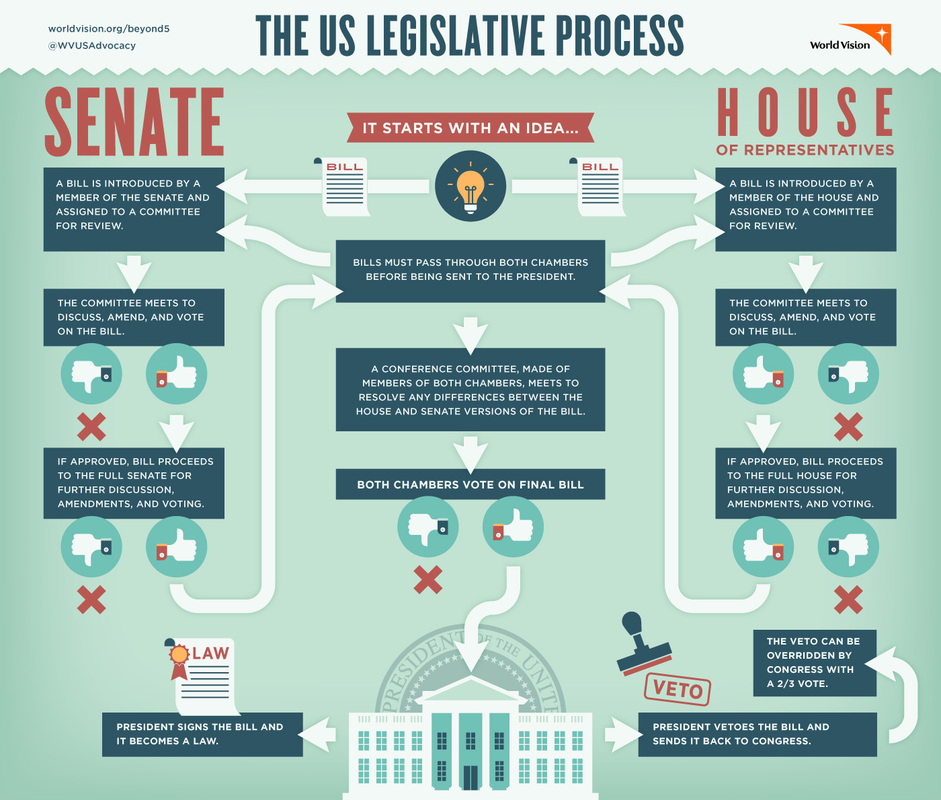 worldvision.org/beyond5
@WVUSAdvocacy
THE US LEGISLATIVE PROCESS
World Vision
SENATE
IT STARTS WITH AN IDEA...
HOUSE
OF REPRESENTATIVES
BILL
BILL
A BILL IS INTRODUCED BY A
MEMBER OF THE SENATE AND
ASSIGNED TO A COMMITTEE
FOR REVIEW.
A BILL IS INTRODUCED BY A
MEMBER OF THE HOUSE AND
ASSIGNED TO A COMMITTEE
FOR REVIEW.
BILLS MUST PASS THROUGH BOTH CHAMBERS
BEFORE BEING SENT TO THE PRESIDENT.
THE COMMITTEE MEETS TO
DISCUSS, AMEND, AND VOTE
ON THE BILL.
THE COMMITTEE MEETS TO
DISCUSS, AMEND, AND VOTE
ON THE BILL.
A CONFERENCE COMMITTEE, MADE OF
MEMBERS OF BOTH CHAMBERS, MEETS TO
RESOLVE ANY DIFFERENCES BETWEEN THE
HOUSE AND SENATE VERSIONS OF THE BILL.
IF APPROVED, BILL PROCEEDS
TO THE FULL SENATE FOR
FURTHER DISCUSSION,
AMENDMENTS, AND VOTING.
IF APPROVED, BILL PROCEEDS
TO THE FULL HOUSE FOR
FURTHER DISCUSSION,
AMENDMENTS, AND VOTING.
BOTH CHAMBERS VOTE ON FINAL BILL
PRESIDENT OF THE UNIT
LAW
PRESIDENT SIGNS THE BILL AND
IT BECOMES A LAW.
VETO
PRESIDENT VETOES THE BILL AND
SENDS IT BACK TO CONGRESS.
THE VETO CAN BE
OVERRIDDEN BY
CONGRESS WITH
A 2/3 VOTE.